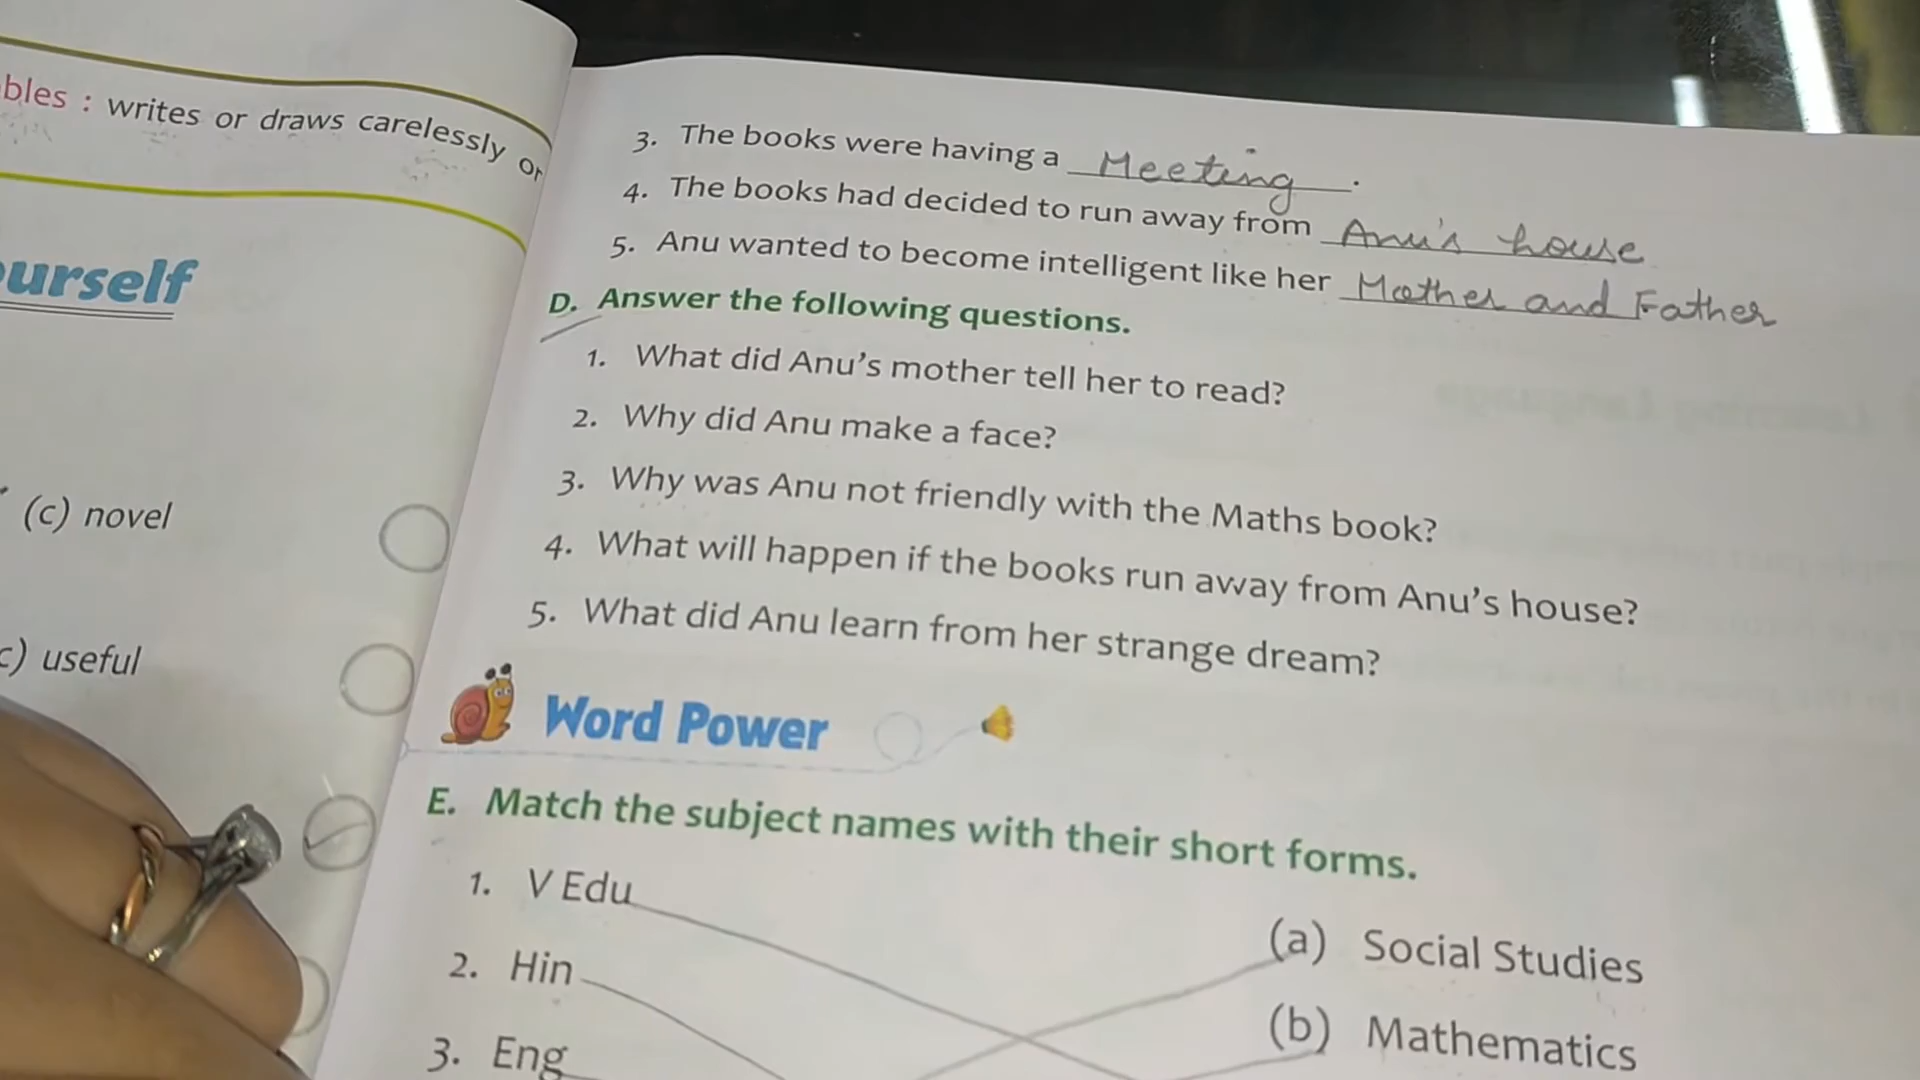 bles : writes or draws carelessly or
urself
(c) novel
c) useful
3. The books were having a Meeting.
4. The books had decided to run away from Anu's house
5. Anu wanted to become intelligent like her Mother and Father
D. Answer the following questions.
1. What did Anu's mother tell her to read?
2. Why did Anu make a face?
3. Why was Anu not friendly with the Maths book?
4. What will happen if the books run away from Anu's house?
5. What did Anu learn from her strange dream?
Word Power
E. Match the subject names with their short forms.
1. V Edu
(a) Social Studies
2. Hin
(b) Mathematics
3. Eng